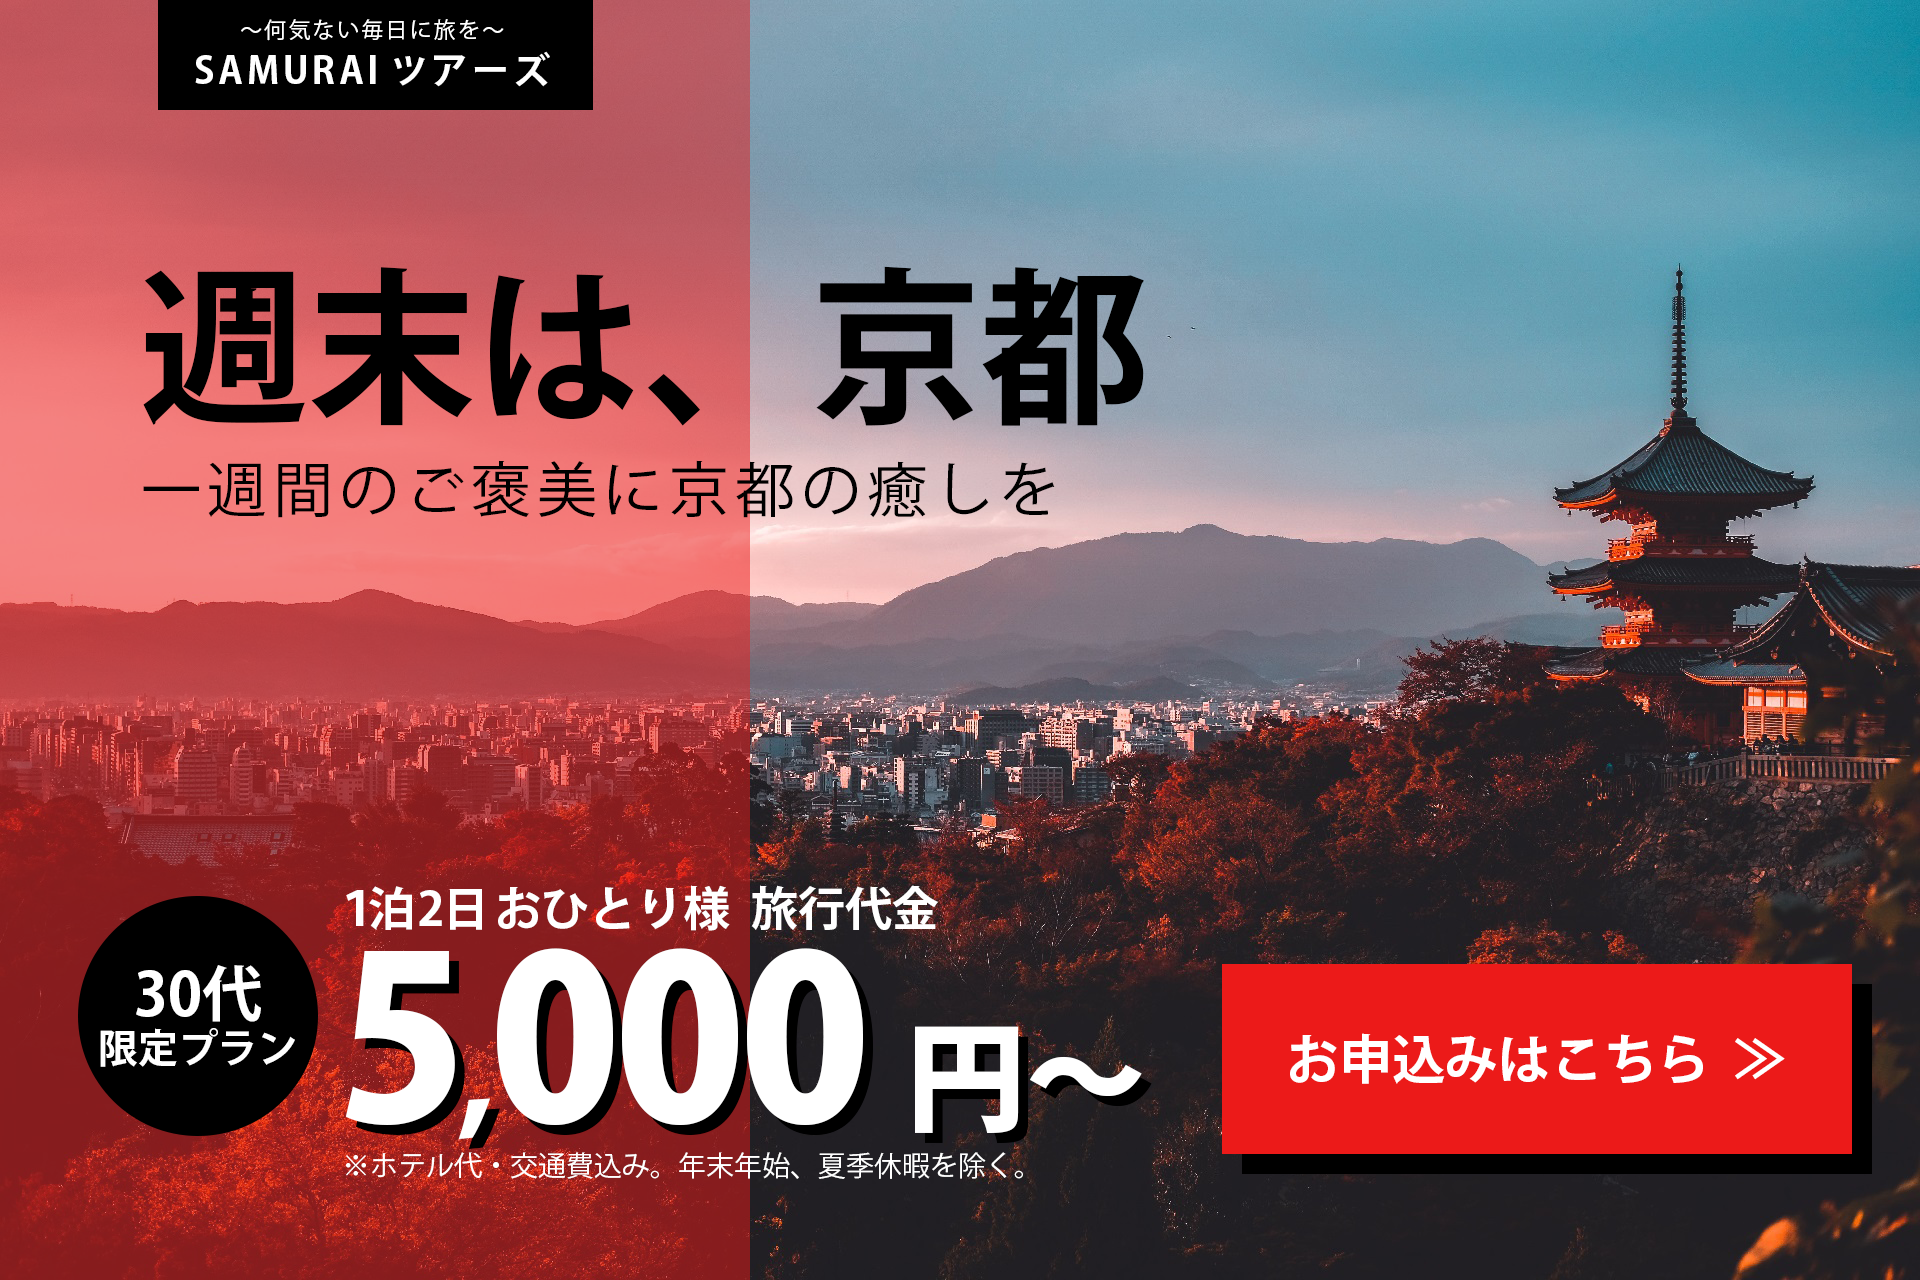 〜何気ない毎日に旅を〜
SAMURAI ツアーズ
週末は、京都
一週間のご褒美に京都の癒しを
30代
限定プラン
1泊2日 おひとり様 旅行代金
5,000 円〜
※ホテル代・交通費込み。年末年始、夏季休暇を除く。
お申込みはこちら ≫